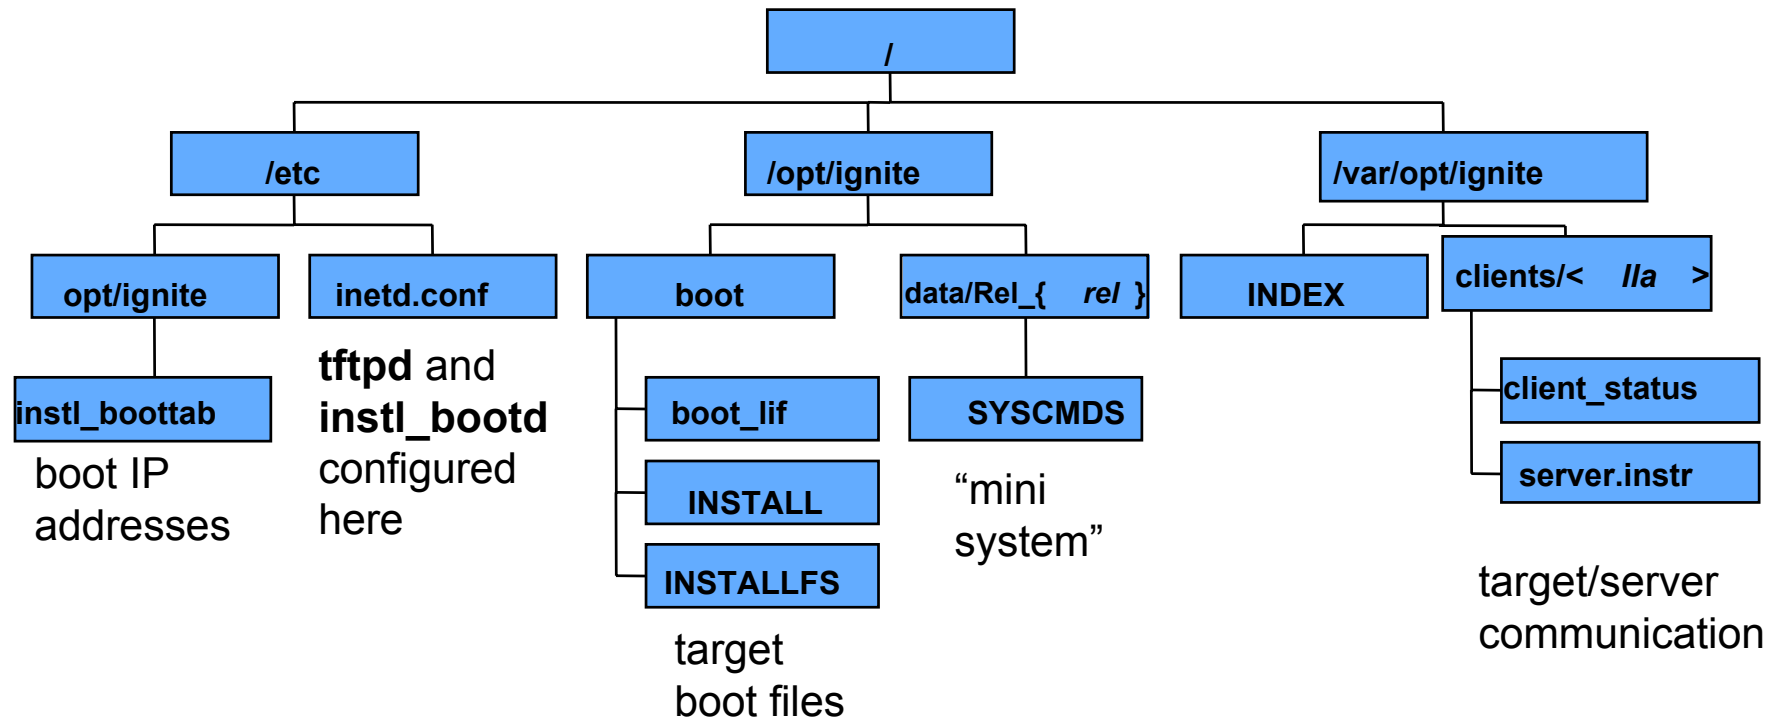 /
/etc
/opt/ignite
/var/opt/ignite
opt/ignite
inetd.conf
boot
data/Rel_{ rel }
INDEX
clients/< lla >
instl_boottab
boot IP
addresses
tftpd and
instl_bootd
configured
here
boot_lif
INSTALL
INSTALLFS
target
boot files
SYSCMDS
“mini
system”
client_status
server.instr
target/server
communication